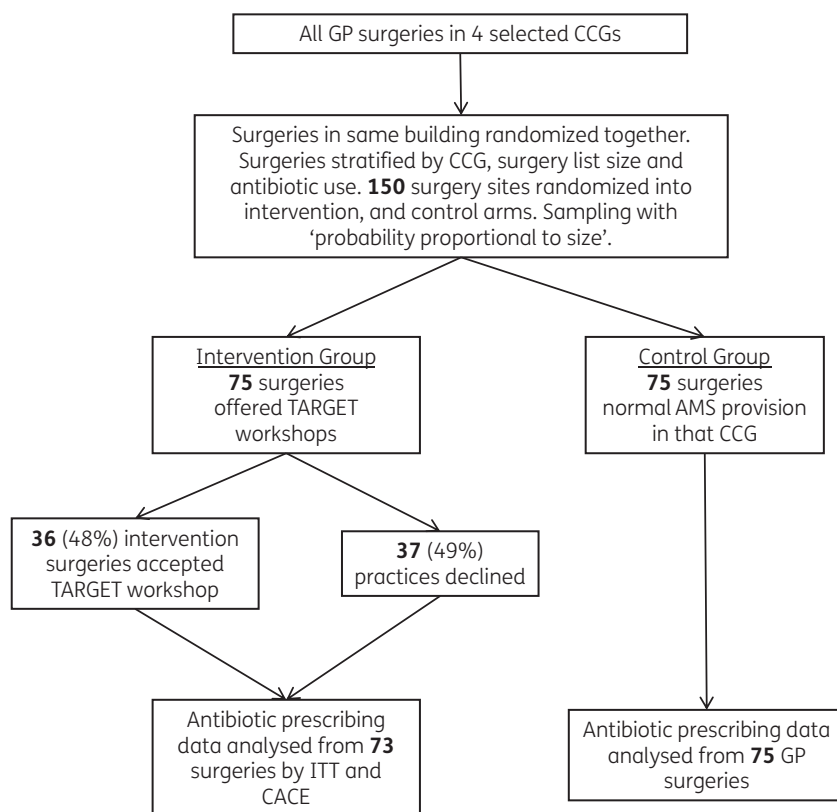 All GP surgeries in 4 selected CCGs
Surgeries in same building randomized together.
Surgeries stratified by CCG, surgery list size and
antibiotic use. 150 surgery sites randomized into
intervention, and control arms. Sampling with
‘probability proportional to size’.
Intervention Group
75 surgeries
offered TARGET
workshops
Control Group
75 surgeries
normal AMS provision
in that CCG
36 (48%) intervention
surgeries accepted
TARGET workshop
37 (49%)
practices declined
Antibiotic prescribing
data analysed from 73
surgeries by ITT and
CACE
Antibiotic prescribing data
analysed from 75 GP
surgeries